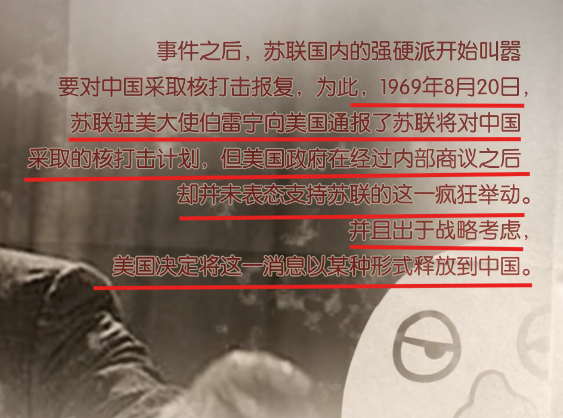 事件之后，苏联国内的强硬派开始叫嚣
要对中国采取核打击报复，为此，1969年8月20日，
苏联驻美大使伯雷宁向美国通报了苏联将对中国
采取的核打击计划，但美国政府在经过内部商议之后
却并未表态支持苏联的这一疯狂举动。
并且出于战略考虑，
美国决定将这一消息以某种形式释放到中国。